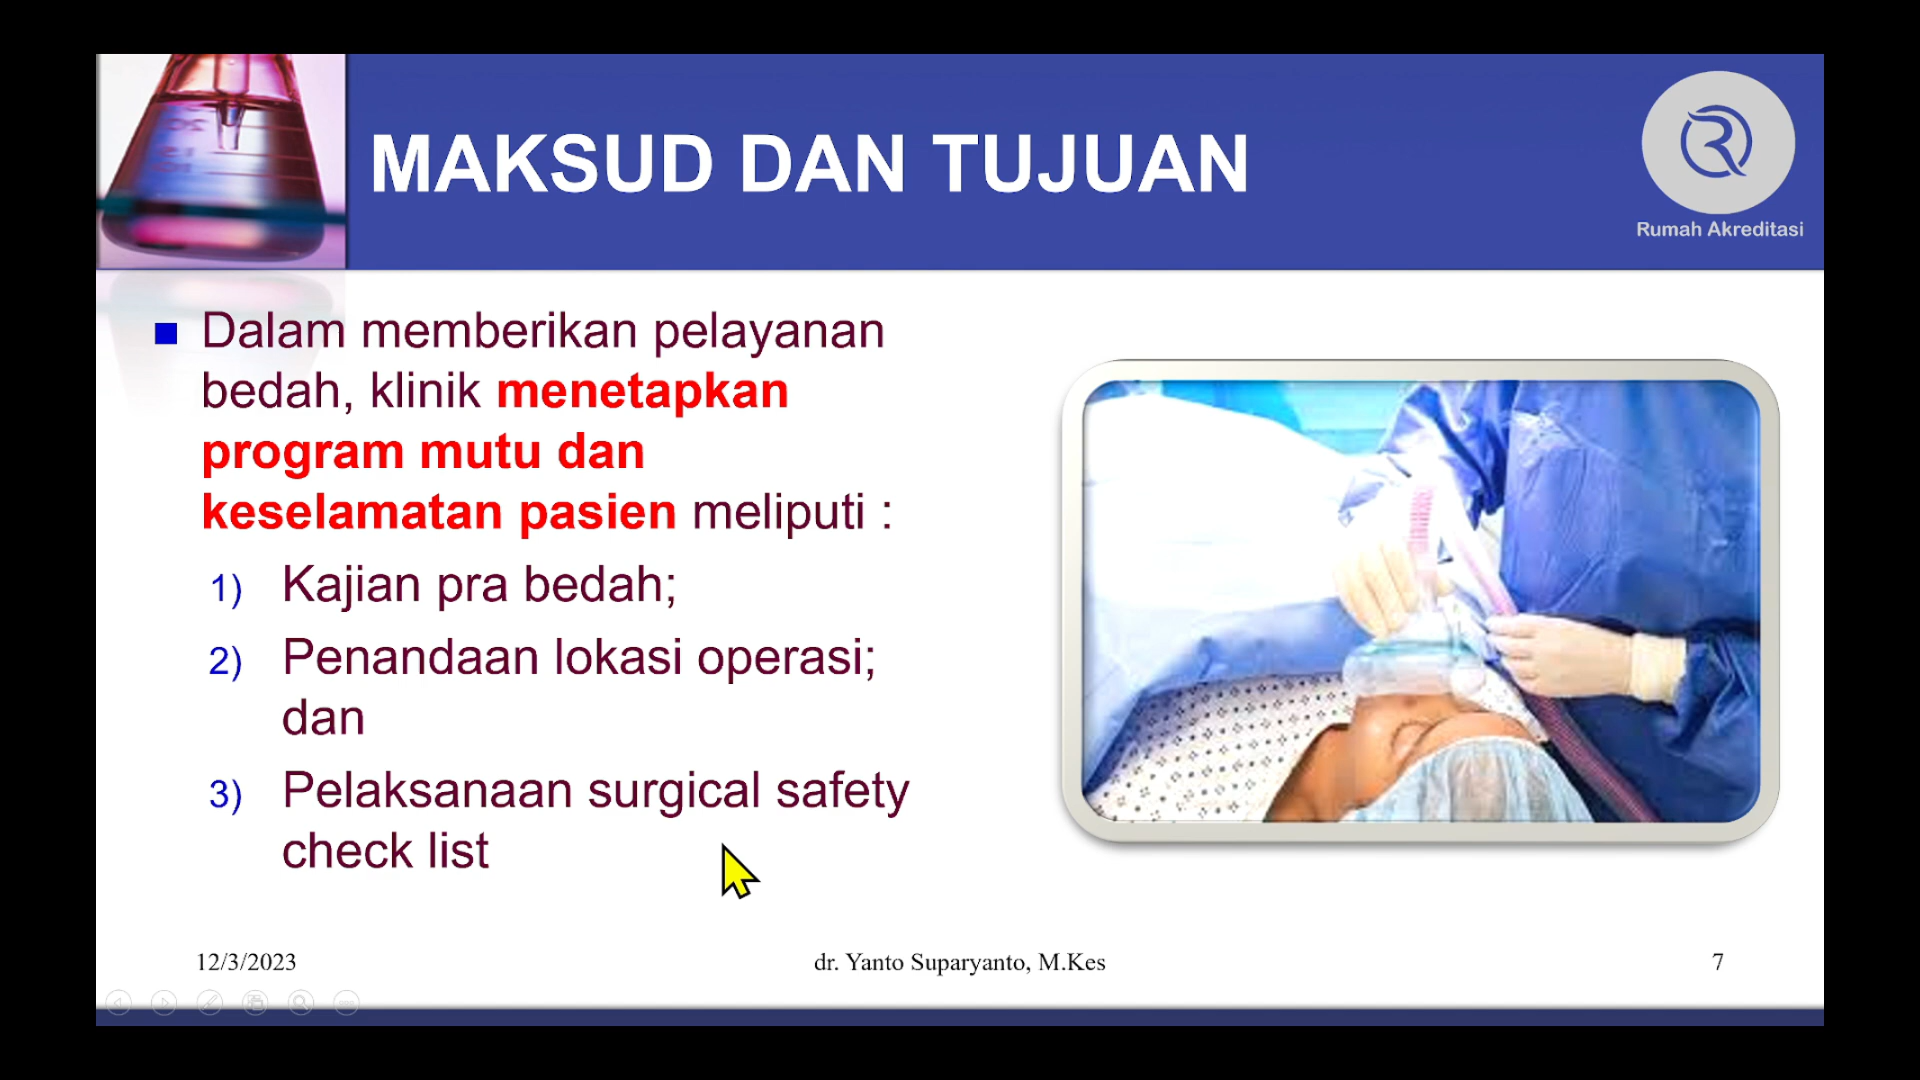 MAKSUD DAN TUJUAN
Rumah Akreditasi
Dalam memberikan pelayanan
bedah, klinik menetapkan
program mutu dan
keselamatan pasien meliputi :
1) Kajian pra bedah;
2) Penandaan lokasi operasi;
dan
3) Pelaksanaan surgical safety
check list
12/3/2023
dr. Yanto Suparyanto, M.Kes
7